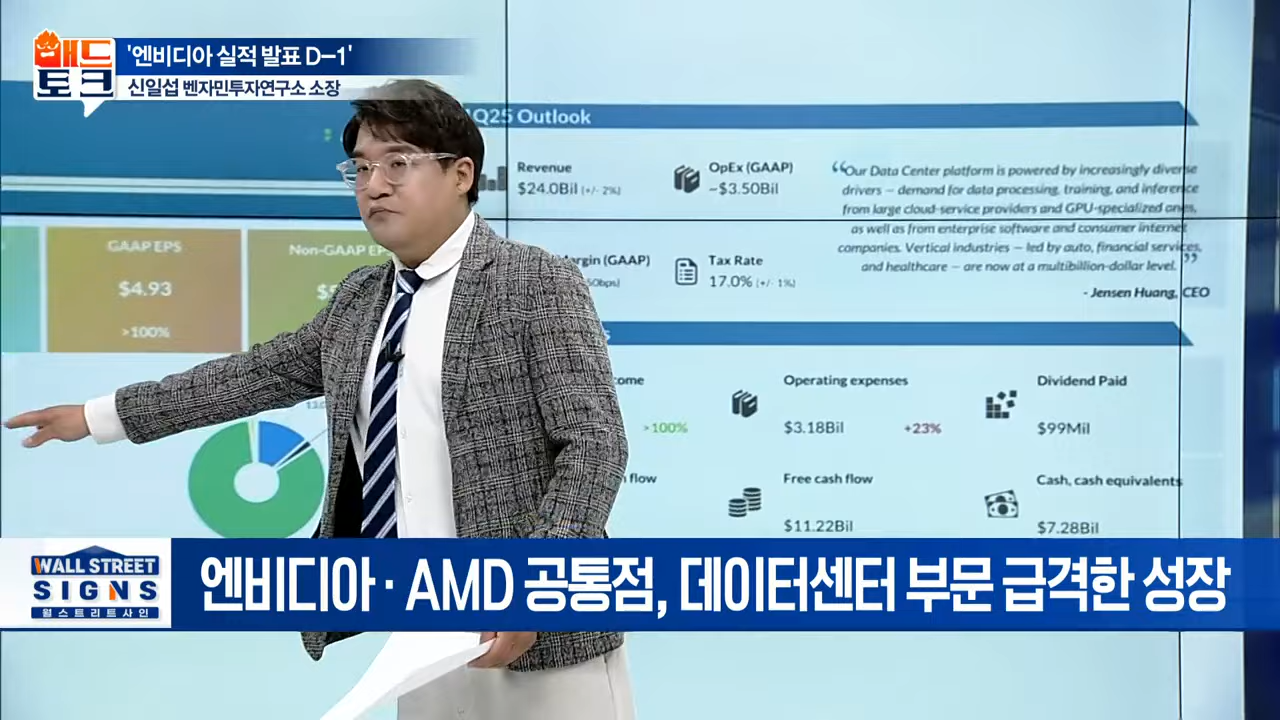 매드
토크
'엔비디아 실적 발표 D-1'
신일섭 벤자민투자연구소 소장
1Q25 Outlook
Revenue
$24.0Bil (+/- 2%)
OpEx (GAAP)
~$3.50Bil
(GAAP)
Tax Rate
17.0% (+/- 1%)
“Our Data Center platform is powered by increasingly diverse
drivers — demand for data processing, training, and inference
from large cloud-service providers and GPU-specialized ones,
as well as from enterprise software and consumer internet
companies. Vertical industries — led by auto, financial services,
and healthcare — are now at a multibillion-dollar level.”
- Jensen Huang, CEO
GAAP EPS
$4.93
>100%
Non-GAAP
>100%
Operating expenses
$3.18Bil
+23%
Dividend Paid
$99Mil
flow
Free cash flow
$11.22Bil
Cash, cash equivalents
$7.28Bil
WALL STREET
SIGNS
월스트리트사인
엔비디아·AMD 공통점, 데이터센터 부문 급격한 성장